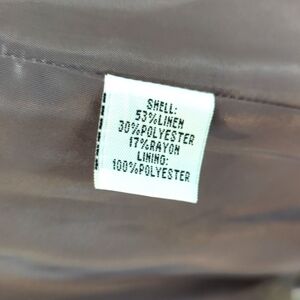 SHELL:
53%LINEN
30%POLYESTER
17%RAYON
LINING:
100%POLYESTER